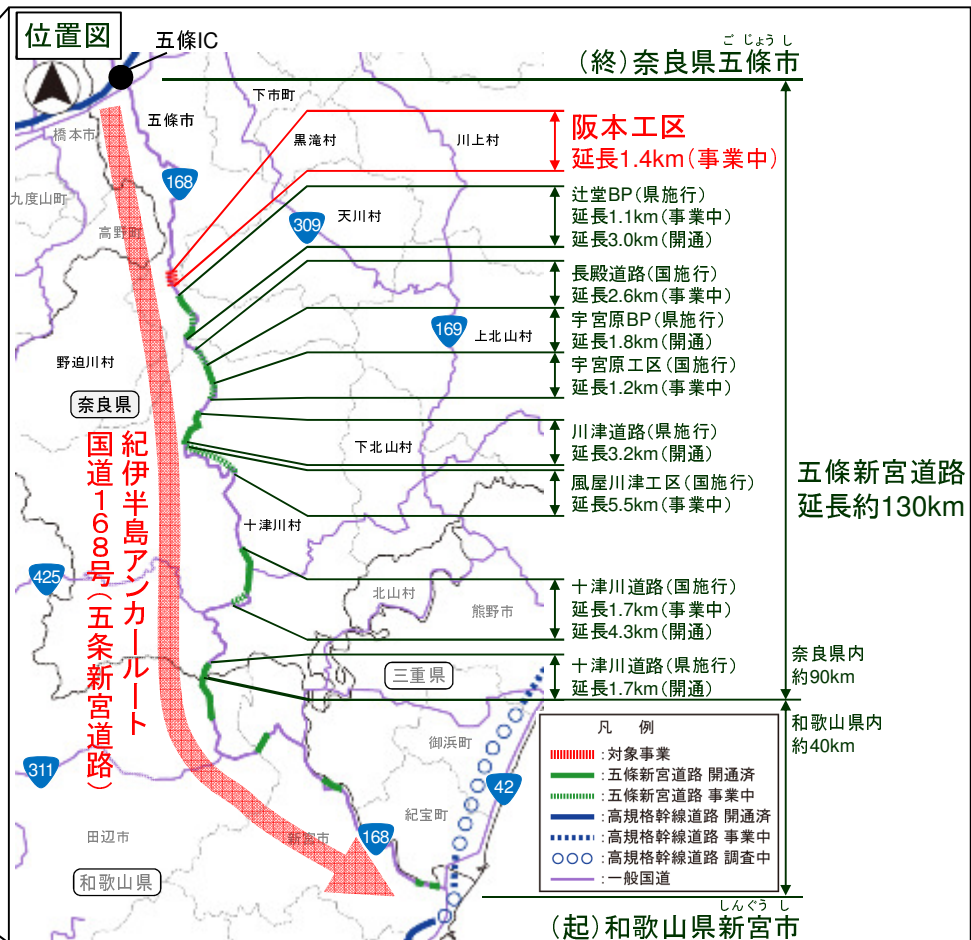 位置図
五條IC
ごじょうし
(終)奈良県五條市
下市町
五條市
橋本市
黒滝村
川上村
阪本工区
延長1.4km(事業中)
168
九度山町
高野町
天川村
309
辻堂BP(県施行)
延長1.1km(事業中)
延長3.0km(開通)
長殿道路(国施行)
延長2.6km(事業中)
169
上北山村
宇宮原BP(県施行)
延長1.8km(開通)
宇宮原工区(国施行)
延長1.2km(事業中)
野迫川村
奈良県
下北山村
川津道路(県施行)
延長3.2km(開通)
風屋川津工区(国施行)
延長5.5km(事業中)
五條新宮道路
延長約130km
紀伊半島アンカールート
国道168号(五条新宮道路)
十津川村
425
北山村
熊野市
十津川道路(国施行)
延長1.7km(事業中)
延長4.3km(開通)
三重県
十津川道路(県施行)
延長1.7km(開通)
奈良県内
約90km
和歌山県内
約40km
311
御浜町
42
紀宝町
田辺市
新宮市
168
和歌山県
凡 例
:対象事業
:五條新宮道路 開通済
:五條新宮道路 事業中
:高規格幹線道路 開通済
:高規格幹線道路 事業中
:高規格幹線道路 調査中
:一般国道
しんぐうし
(起)和歌山県新宮市